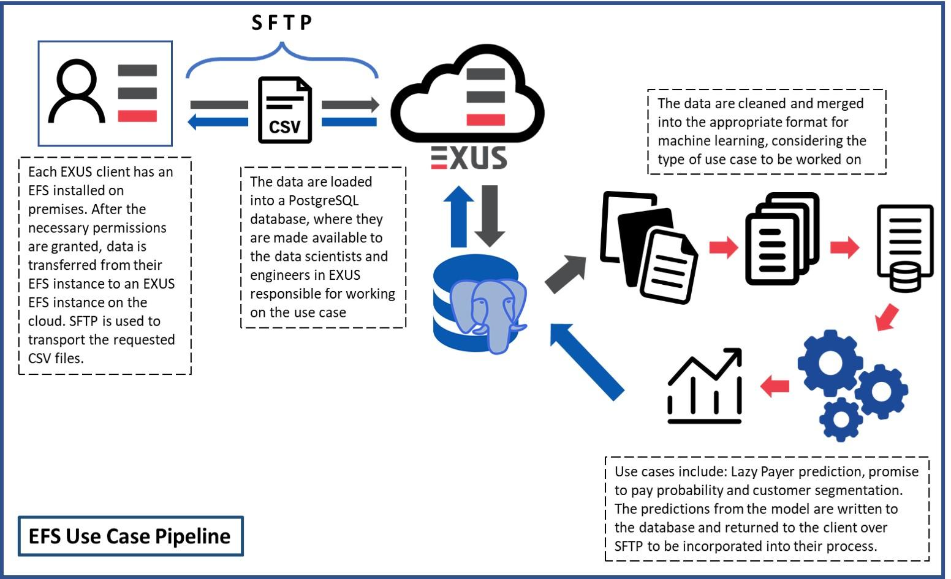 S F T P
CSV
EXUS
Each EXUS client has an
EFS installed on
premises. After the
necessary permissions
are granted, data is
transferred from their
EFS instance to an EXUS
EFS instance on the
cloud. SFTP is used to
transport the requested
CSV files.
The data are loaded
into a PostgreSQL
database, where they
are made available to
the data scientists and
engineers in EXUS
responsible for working
on the use case
The data are cleaned and merged
into the appropriate format for
machine learning, considering the
type of use case to be worked on
Use cases include: Lazy Payer prediction, promise
to pay probability and customer segmentation.
The predictions from the model are written to
the database and returned to the client over
SFTP to be incorporated into their process.
EFS Use Case Pipeline